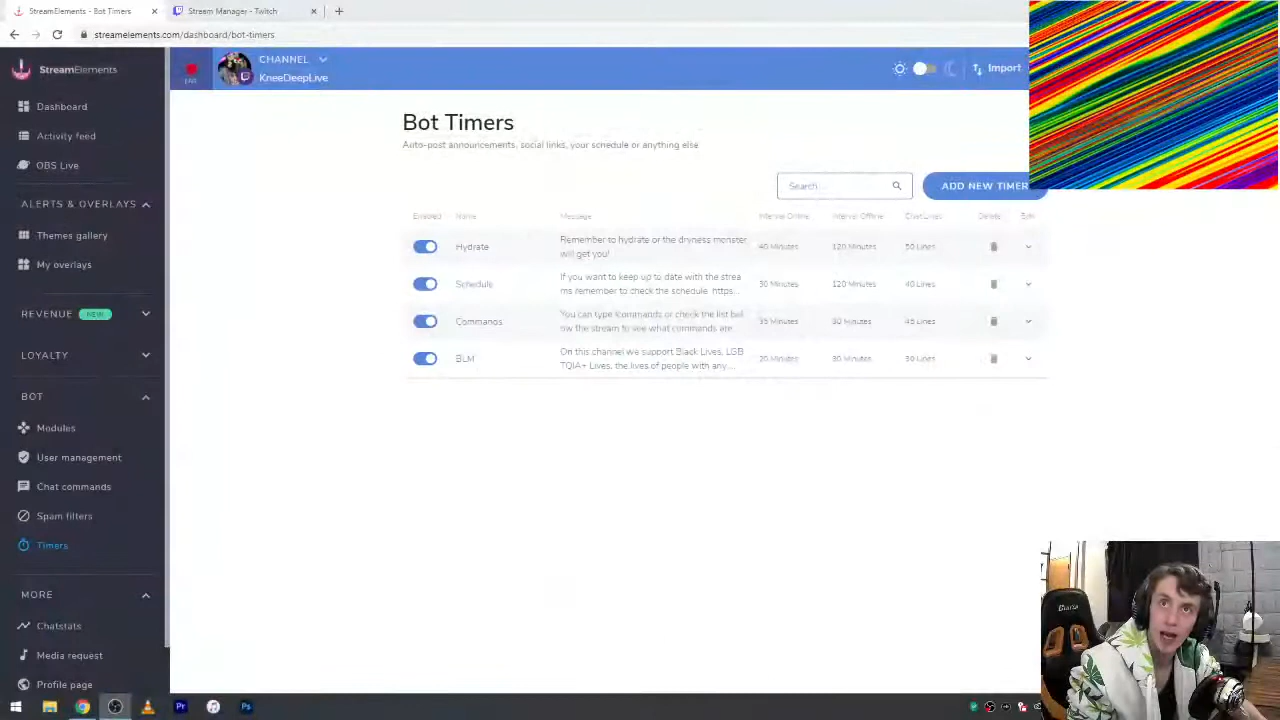 StreamElements - Bot Timers
Stream Manager - Twitch
streamelements.com/dashboard/bot-timers
StreamElements
LIVE
CHANNEL
KneeDeepLive
Import
Dashboard
Activity feed
OBS Live
ALERTS & OVERLAYS
Themes gallery
My overlays
REVENUE NEW
LOYALTY
BOT
Modules
User management
Chat commands
Spam filters
Timers
MORE
Chatstats
Media request
Profile page
Bot Timers
Auto-post announcements, social links, your schedule or anything else
Search...
ADD NEW TIMER
Enabled Name Message Interval Online Interval Offline Chat Lines Delete Edit
Hydrate
Remember to hydrate or the dryness monster
will get you!
40 Minutes 120 Minutes 50 Lines
Schedule
If you want to keep up to date with the strea
ms remember to check the schedule. https...
30 Minutes 120 Minutes 40 Lines
Commands
You can type !commands or check the list bel
ow the stream to see what commands are...
35 Minutes 30 Minutes 45 Lines
BLM
On this channel we support Black Lives, LGB
TQIA+ Lives, the lives of people with any...
20 Minutes 30 Minutes 30 Lines
Pr
Ps